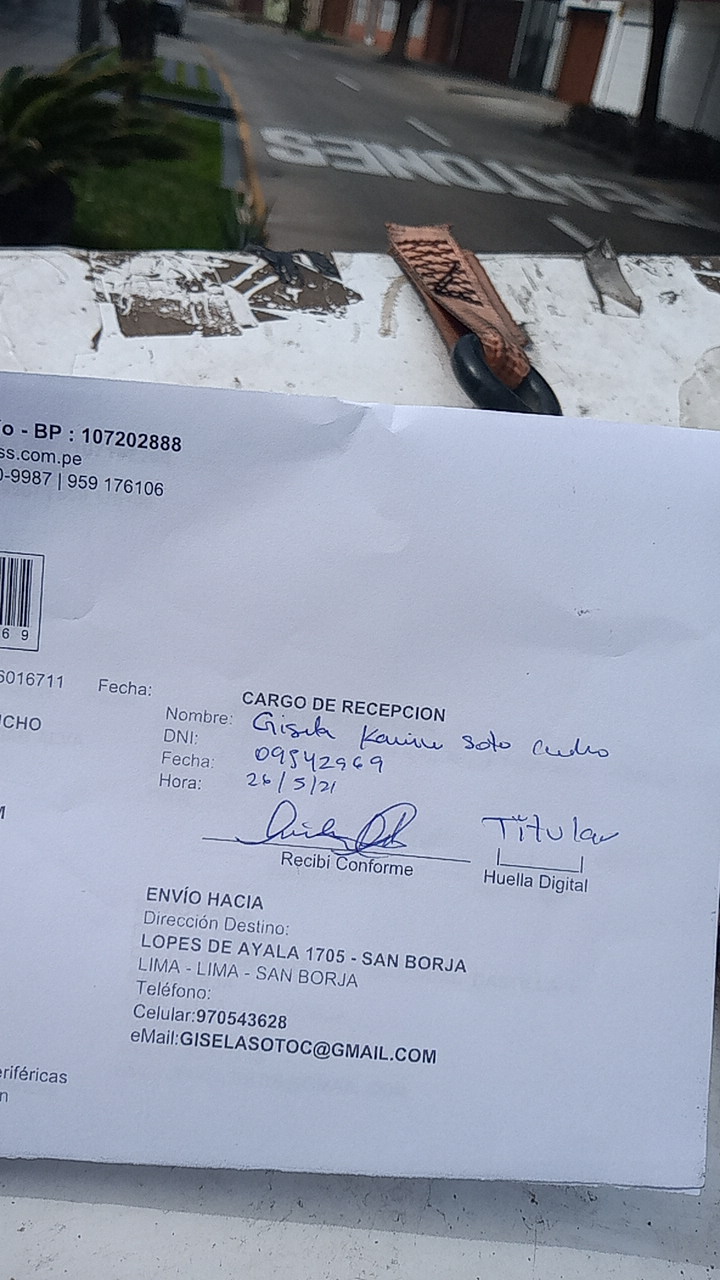 PEATONES
o - BP : 107202888
ss.com.pe
0-9987 | 959 176106
6 9
6016711 Fecha:
CARGO DE RECEPCION
ICHO
Nombre: Gisela Karina Soto
DNI: 09542969
Fecha: 26/5/21
Hora:
Titular
Recibi Conforme
Huella Digital
ENVÍO HACIA
Dirección Destino:
LOPES DE AYALA 1705 - SAN BORJA
LIMA - LIMA - SAN BORJA
Teléfono:
Celular:970543628
eMail:GISELASOTOC@GMAIL.COM
eriféricas
n